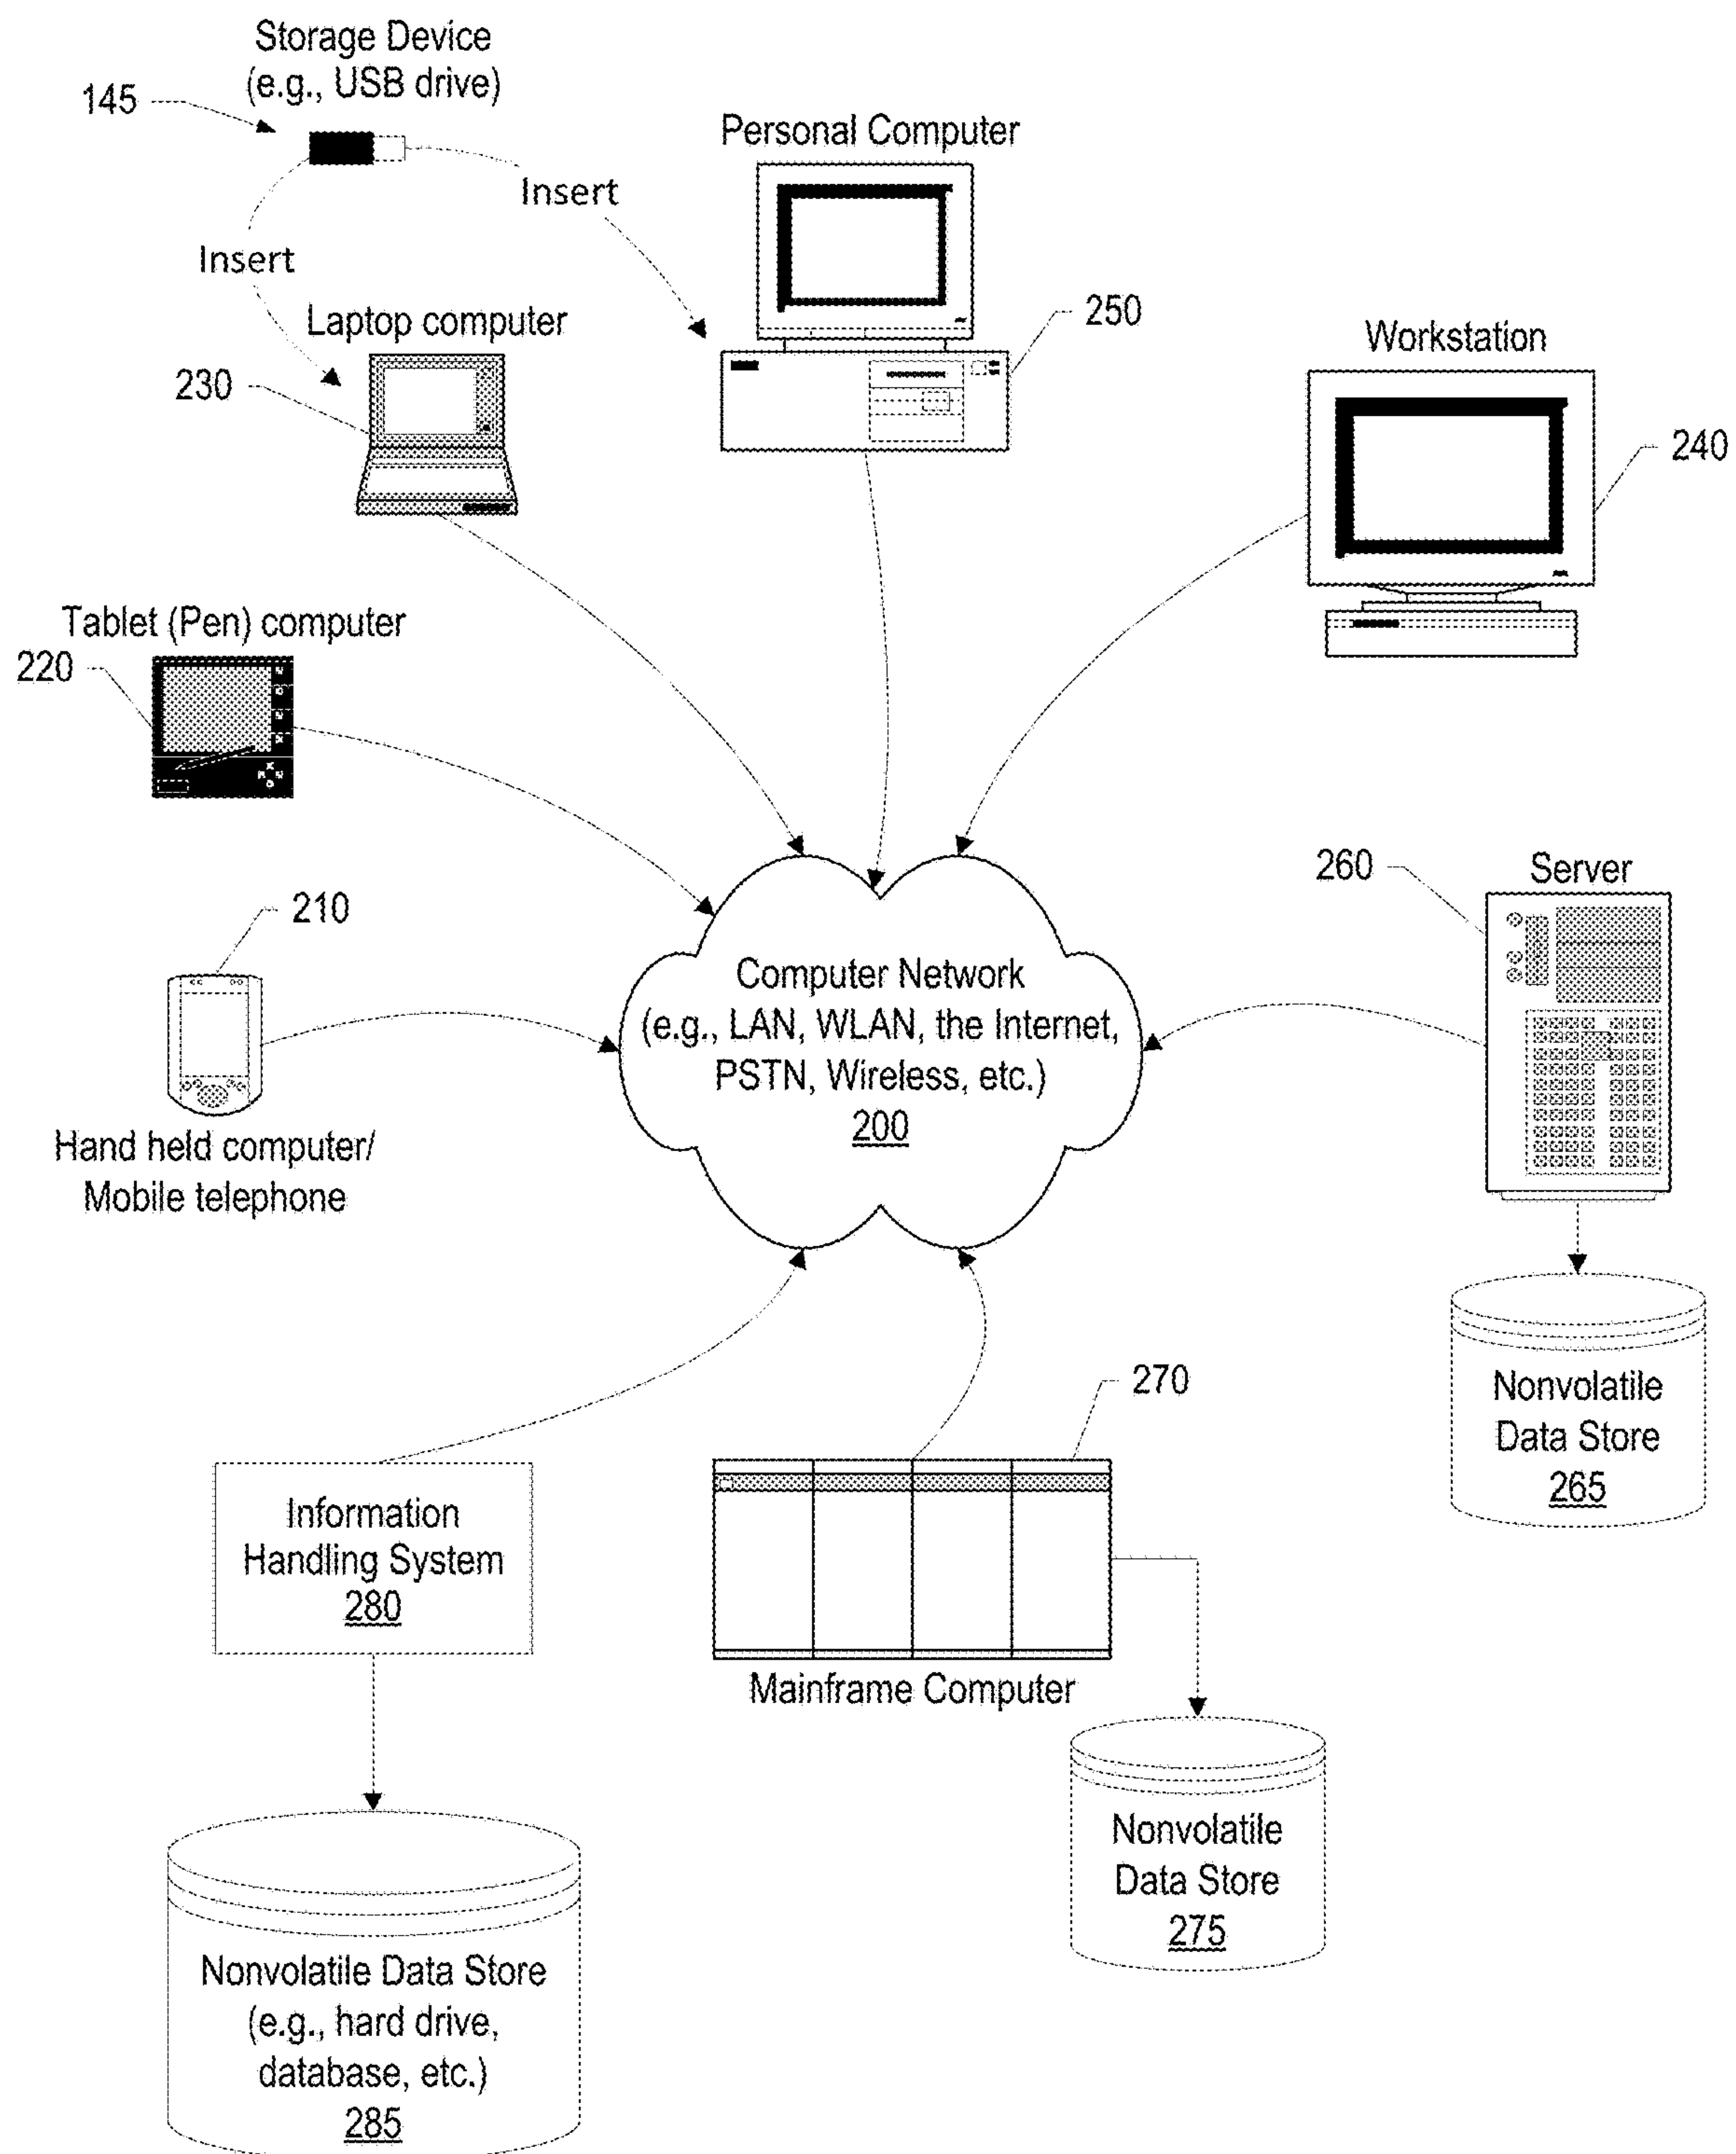 Storage Device
(e.g., USB drive)
145
Insert
Insert
Personal Computer
250
Laptop computer
230
Workstation
240
Tablet (Pen) computer
220
210
Hand held computer/
Mobile telephone
Computer Network
(e.g., LAN, WLAN, the Internet,
PSTN, Wireless, etc.)
200
260
Server
Nonvolatile
Data Store
265
270
Mainframe Computer
Information
Handling System
280
Nonvolatile
Data Store
275
Nonvolatile Data Store
(e.g., hard drive,
database, etc.)
285